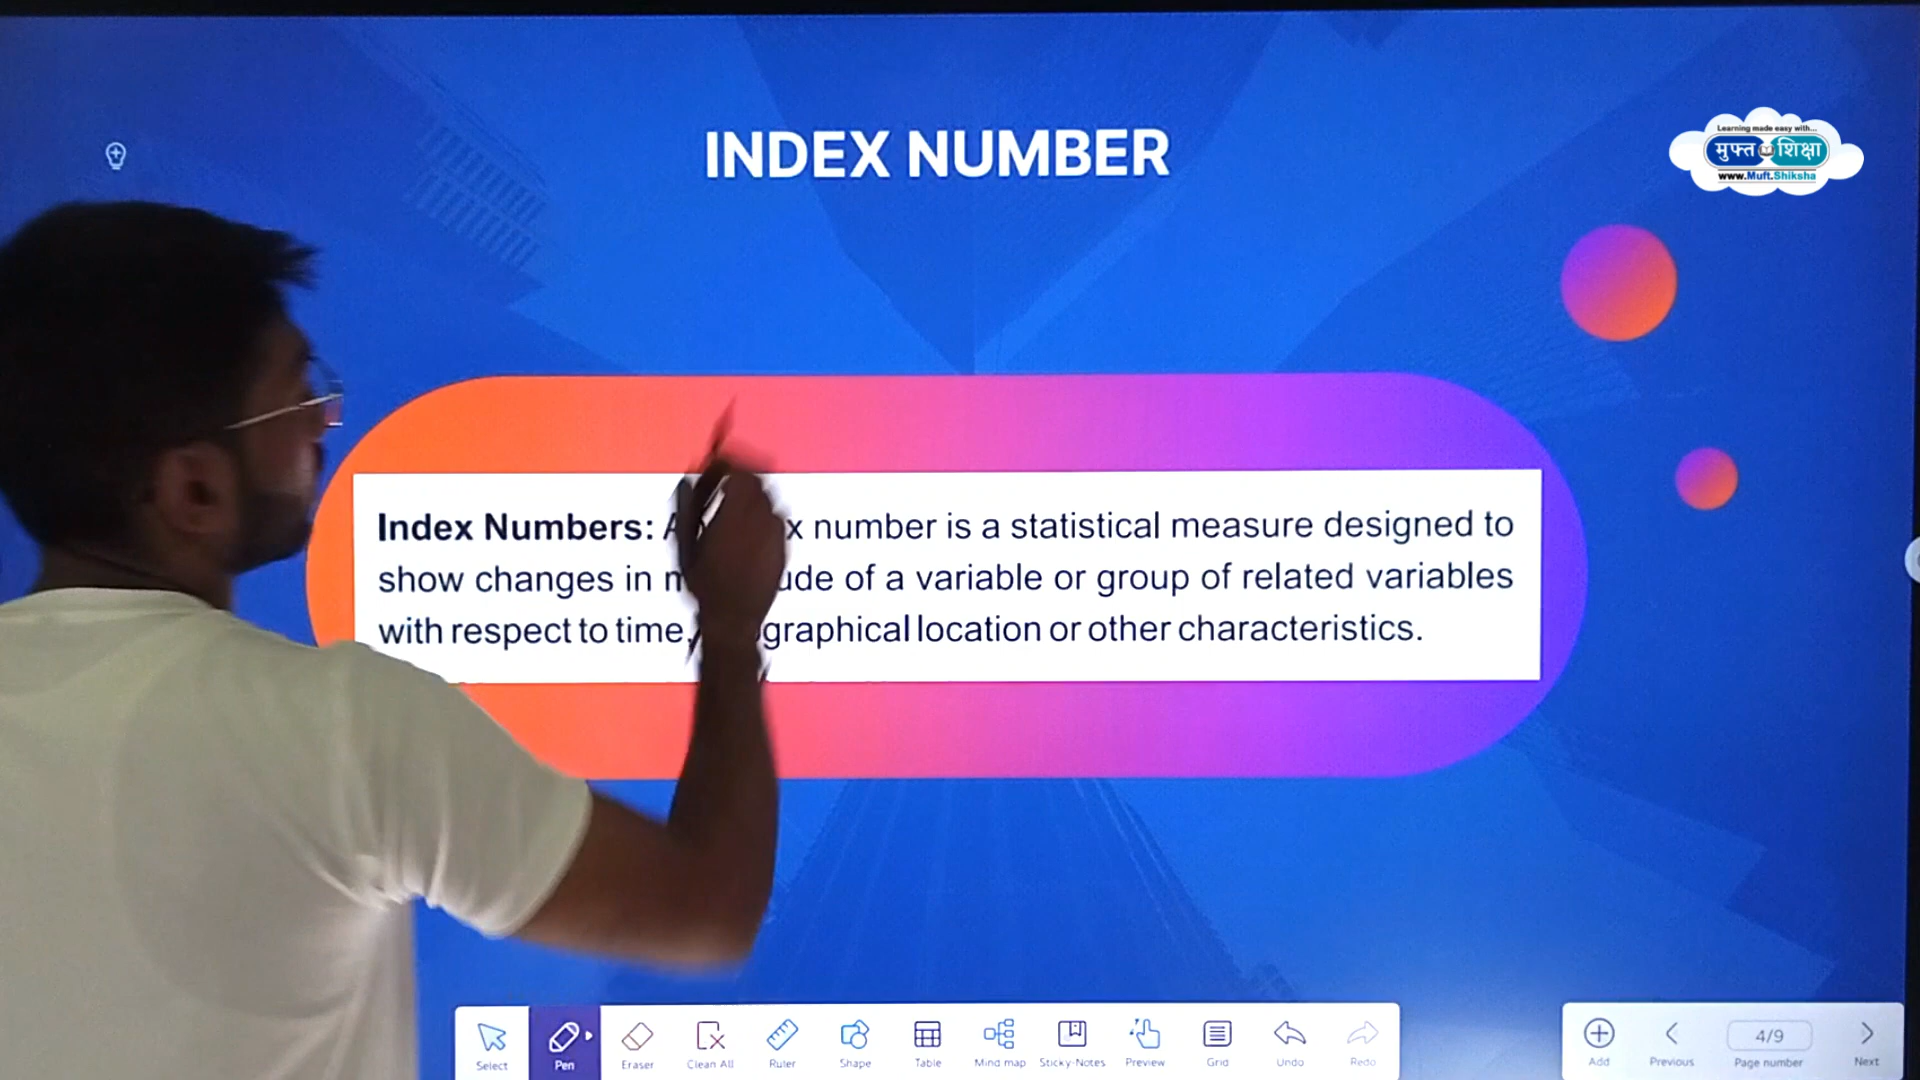 INDEX NUMBER
Learning made easy with...
मुफ्त शिक्षा
www.Muft.Shiksha
Index Numbers: x number is a statistical measure designed to
show changes in of a variable or group of related variables
with respect to time, graphical location or other characteristics.
Select
Pen
Eraser
Clean All
Ruler
Shape
Table
Mind map
Sticky-Notes
Preview
Grid
Undo
Redo
Add
Previous
4/9
Page number
Next